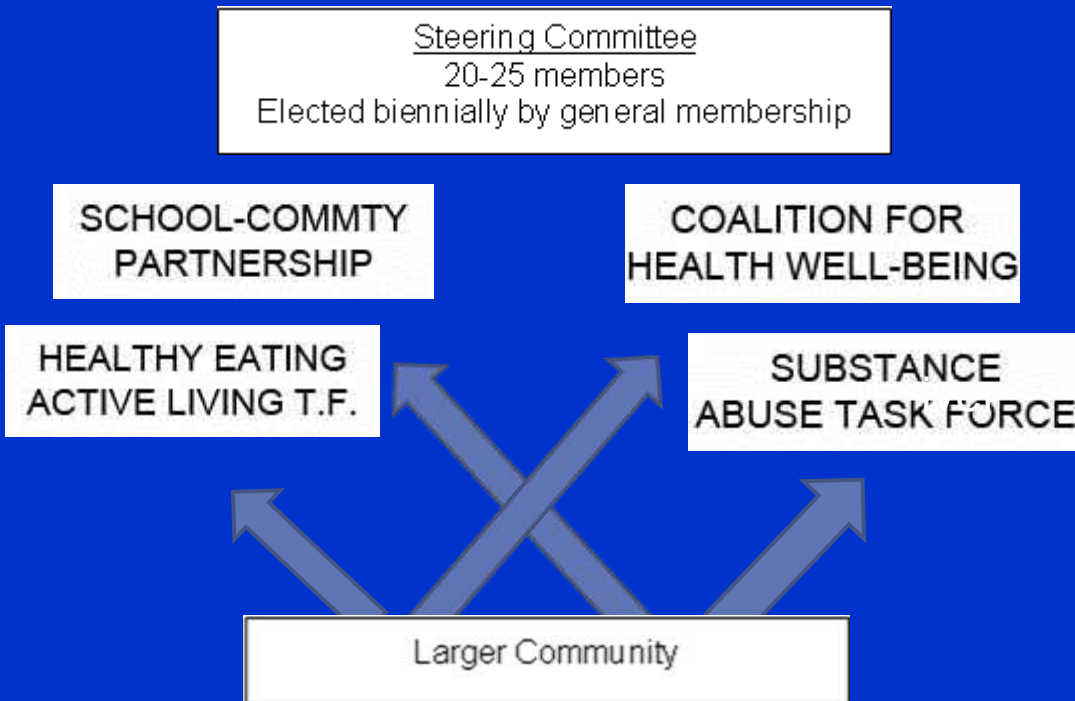 Steering Committee
20-25 members
Elected biennially by general membership
SCHOOL-COMMTY
PARTNERSHIP
COALITION FOR
HEALTH WELL-BEING
HEALTHY EATING
ACTIVE LIVING T.F.
SUBSTANCE
ABUSE TASK FORCE
Larger Community